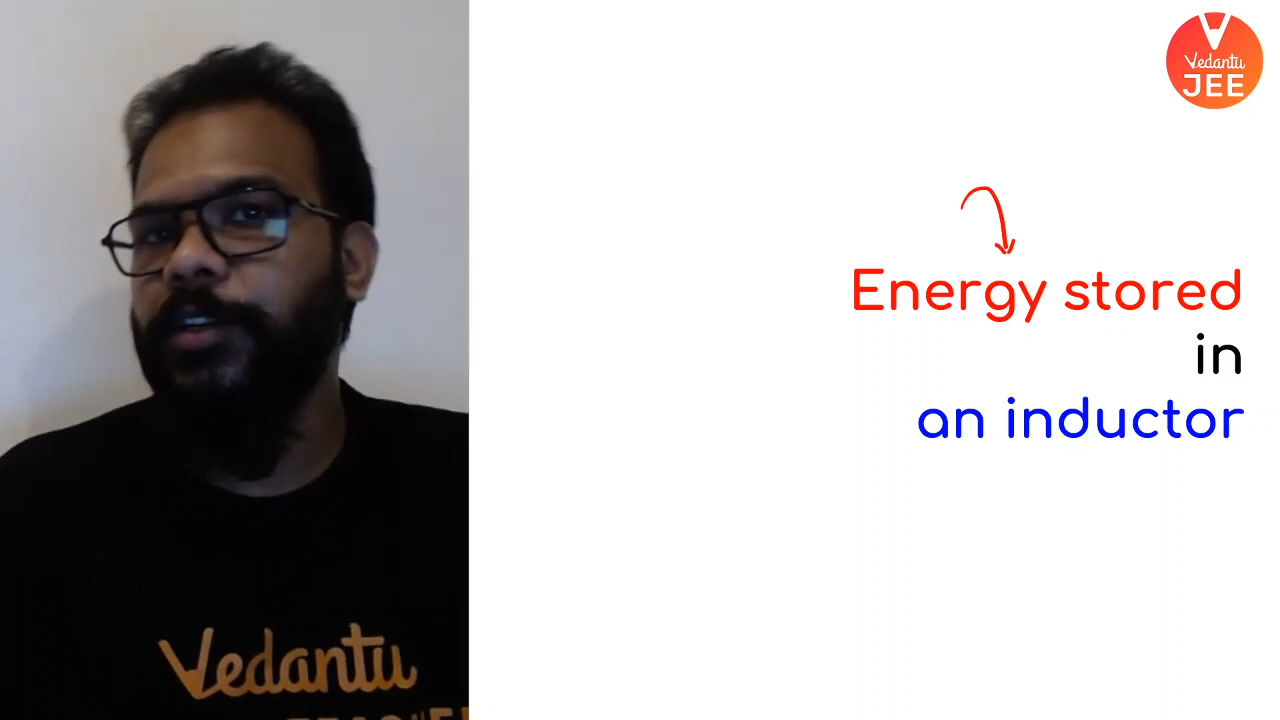 Vedantu
JEE
Energy stored
in
an inductor
Vedantu